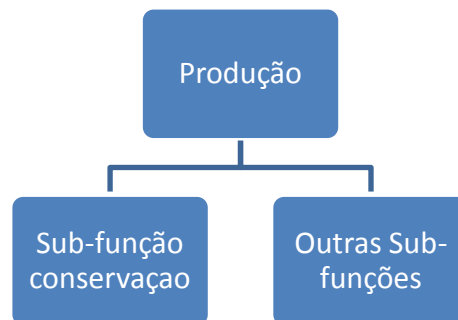 Produção
Sub-função
conservaçao
Outras Sub-
funções